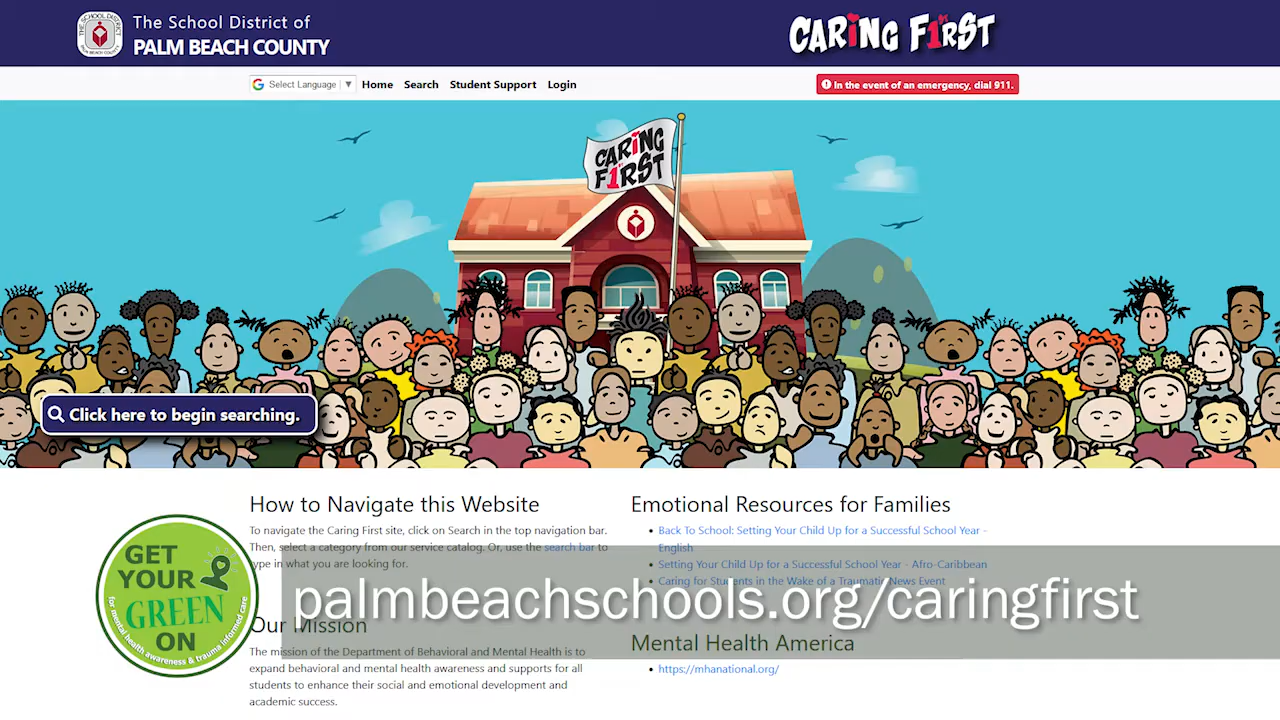 The School District of
PALM BEACH COUNTY
THE SCHOOL DISTRICT
PALM BEACH COUNTY
CARING F1RST
Select Language ▼
Home Search Student Support Login
In the event of an emergency, dial 911.
CARING
F1RST
Click here to begin searching.
How to Navigate this Website
To navigate the Caring First site, click on Search in the top navigation bar.
Then, select a category from our service catalog. Or, use the search bar to
type in what you are looking for.
Our Mission
The mission of the Department of Behavioral and Mental Health is to
expand behavioral and mental health awareness and supports for all
students to enhance their social and emotional development and
academic success.
Emotional Resources for Families
Back To School: Setting Your Child Up for a Successful School Year -
English
Setting Your Child Up for a Successful School Year - Afro-Caribbean
Caring for Students in the Wake of a Traumatic News Event
Mental Health America
https://mhanational.org/
GET
YOUR
GREEN
ON
for mental health awareness & trauma informed care
palmbeachschools.org/caringfirst